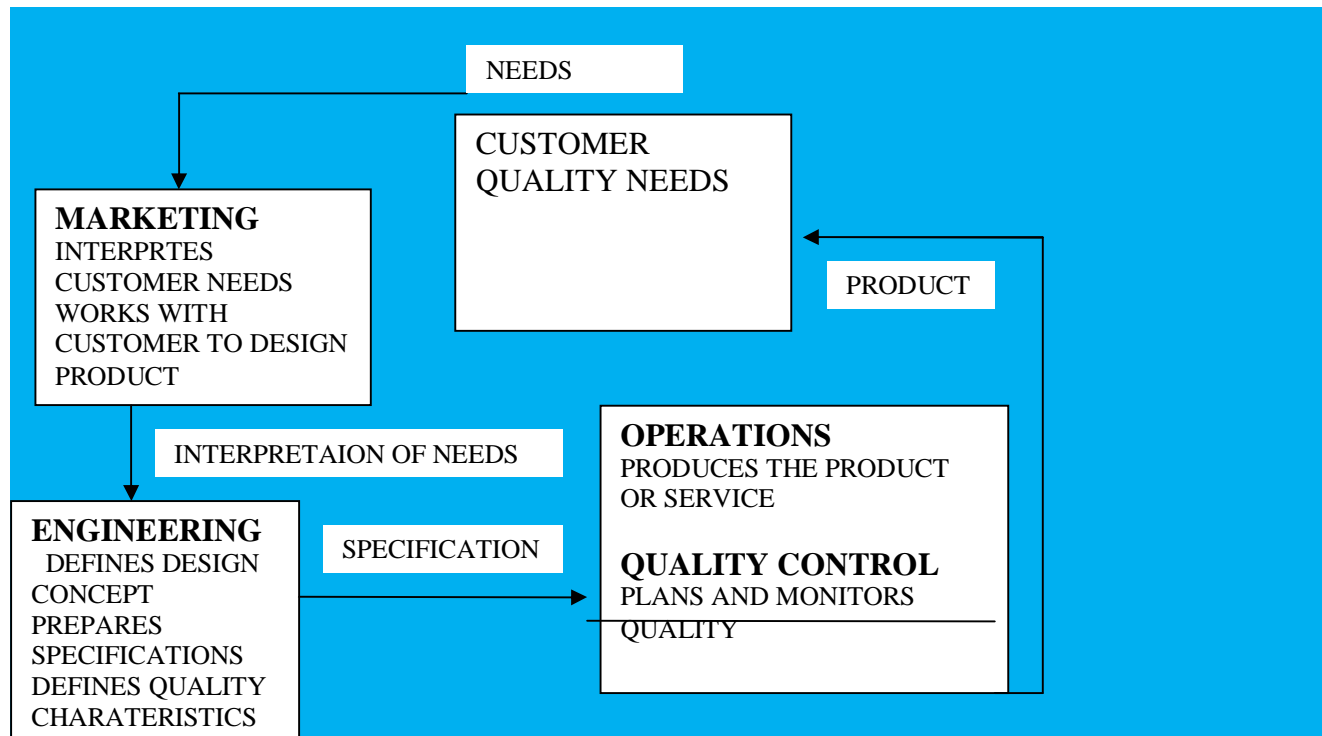 NEEDS
CUSTOMER
QUALITY NEEDS
MARKETING
INTERPRTES
CUSTOMER NEEDS
WORKS WITH
CUSTOMER TO DESIGN
PRODUCT
PRODUCT
INTERPRETAION OF NEEDS
ENGINEERING
DEFINES DESIGN
CONCEPT
PREPARES
SPECIFICATIONS
DEFINES QUALITY
CHARATERISTICS
SPECIFICATION
OPERATIONS
PRODUCES THE PRODUCT
OR SERVICE
QUALITY CONTROL
PLANS AND MONITORS
QUALITY